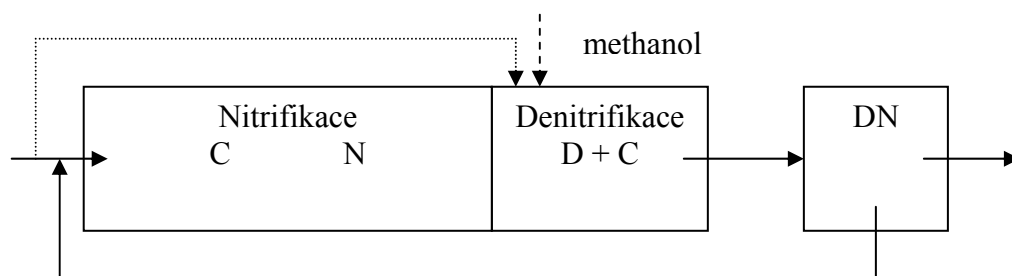 methanol
Nitrifikace
C N
Denitrifikace
D + C
DN